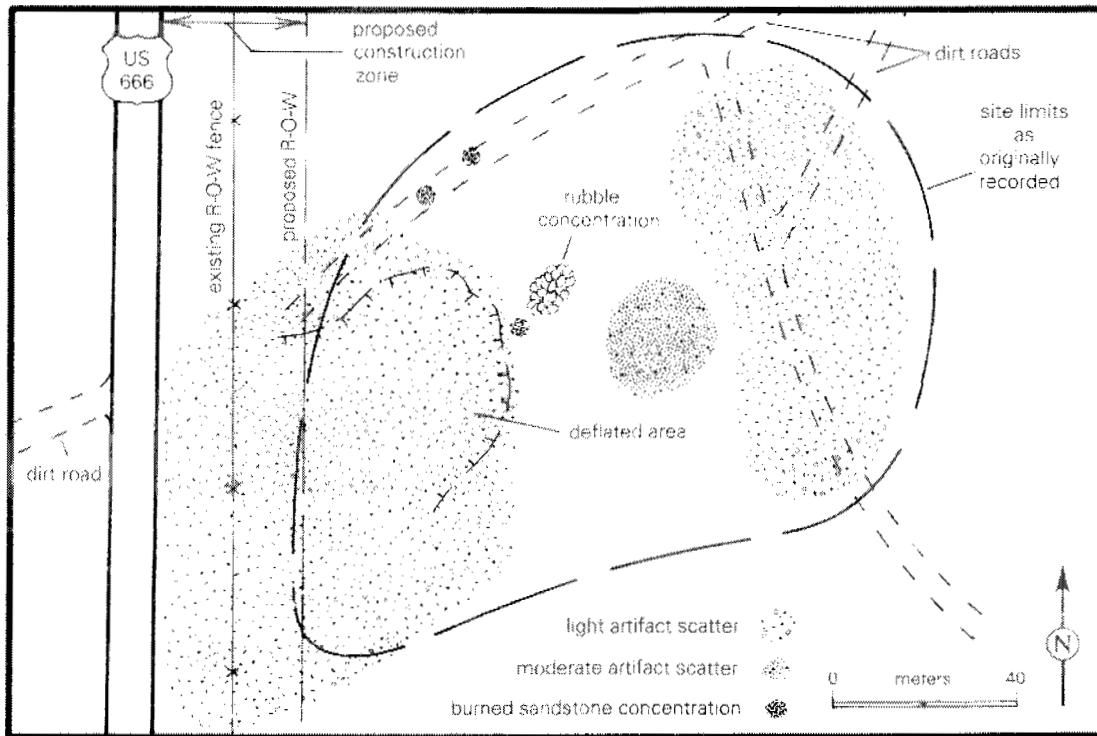 US
666
proposed
construction
zone
dirt roads
site limits
as
originally
recorded
existing R-O-W fence
proposed R-O-W
rubble
concentration
deflated area
dirt road
light artifact scatter
moderate artifact scatter
burned sandstone concentration
0 meters 40
N